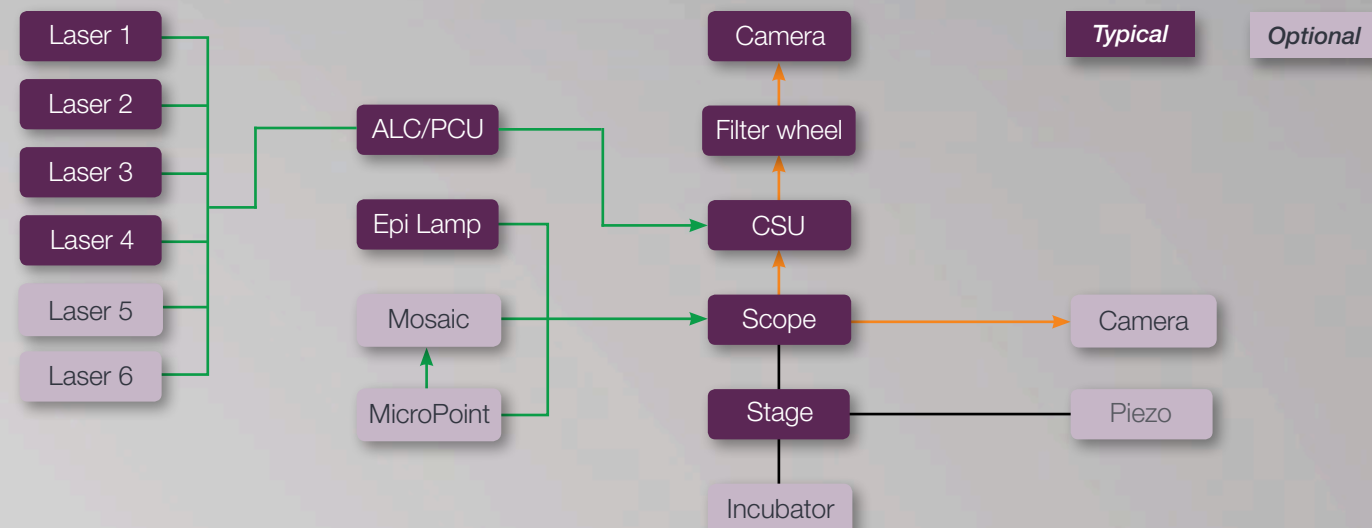 Laser 1
Camera
Typical
Optional
Laser 2
ALC/PCU
Filter wheel
Laser 3
Epi Lamp
CSU
Laser 4
Laser 5
Mosaic
Scope
Camera
Laser 6
MicroPoint
Stage
Piezo
Incubator